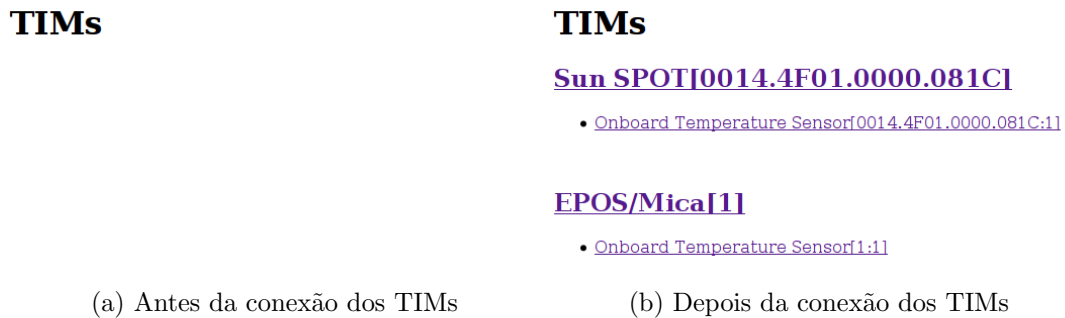 TIMs
(a) Antes da conexão dos TIMs
TIMs
Sun SPOT[0014.4F01.0000.081C]
• Onboard Temperature Sensor[0014.4F01.0000.081C:1]
EPOS/Mica[1]
• Onboard Temperature Sensor[1:1]
(b) Depois da conexão dos TIMs